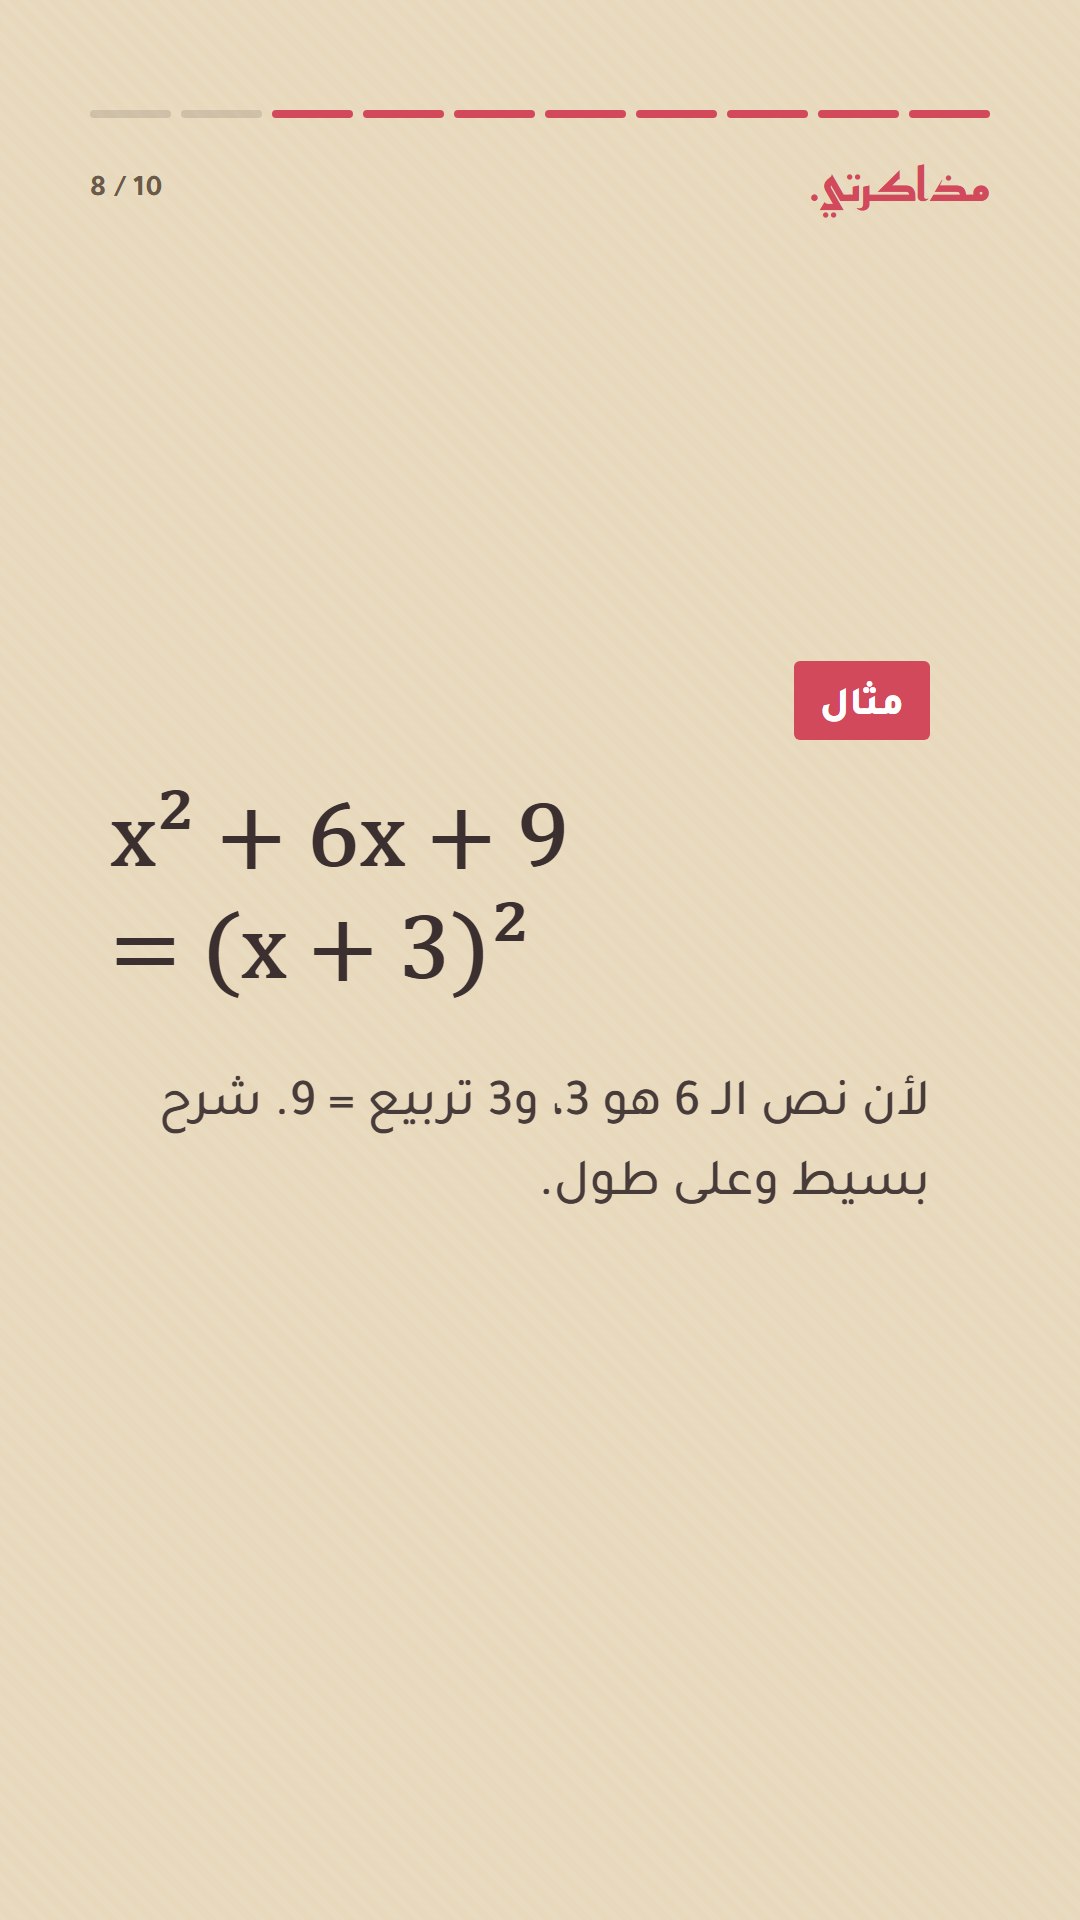 مذاكرتي.
8 / 10
مثال
x² + 6x + 9
= (x + 3)²
لأن نص الـ 6 هو 3، و3 تربيع = 9. شرح
بسيط وعلى طول.